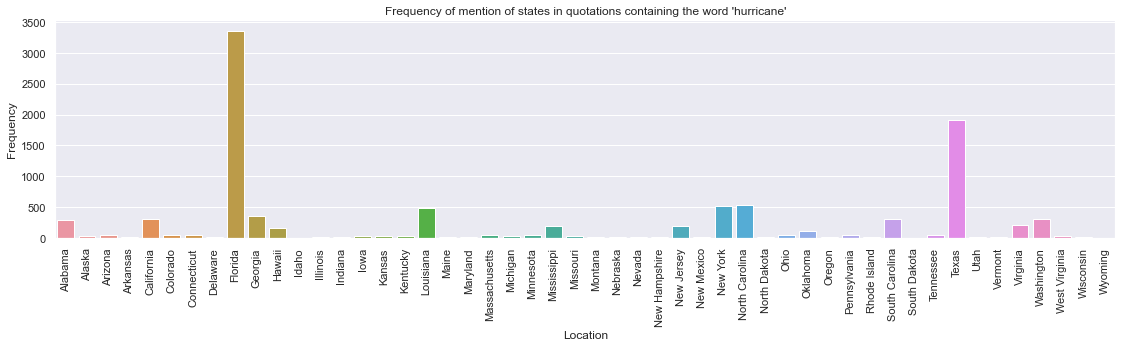 Frequency of mention of states in quotations containing the word 'hurricane'
Frequency
3500
3000
2500
2000
1500
1000
500
0
Alabama
Alaska
Arizona
Arkansas
California
Colorado
Connecticut
Delaware
Florida
Georgia
Hawaii
Idaho
Illinois
Indiana
Iowa
Kansas
Kentucky
Louisiana
Maine
Maryland
Massachusetts
Michigan
Minnesota
Mississippi
Missouri
Montana
Nebraska
Nevada
New Hampshire
New Jersey
New Mexico
New York
North Carolina
North Dakota
Ohio
Oklahoma
Oregon
Pennsylvania
Rhode Island
South Carolina
South Dakota
Tennessee
Texas
Utah
Vermont
Virginia
Washington
West Virginia
Wisconsin
Wyoming
Location